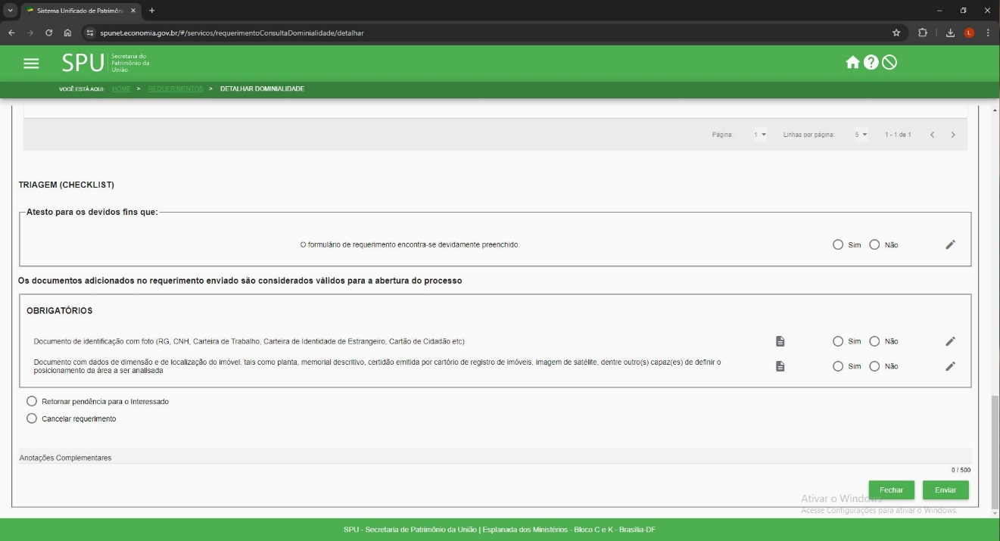 Sistema Unificado de Patrimôni
spunet.economia.gov.br/#/servicos/requerimentoConsultaDominialidade/detalhar
L
SPU
Secretaria do
Patrimônio da
União
VOCÊ ESTÁ AQUI: HOME > REQUERIMENTOS > DETALHAR DOMINIALIDADE
Página: 1 Linhas por página: 5 1 - 1 de 1
TRIAGEM (CHECKLIST)
Atesto para os devidos fins que:
O formulário de requerimento encontra-se devidamente preenchido. Sim Não
Os documentos adicionados no requerimento enviado são considerados válidos para a abertura do processo
OBRIGATÓRIOS
Documento de identificação com foto (RG, CNH, Carteira de Trabalho, Carteira de Identidade de Estrangeiro, Cartão de Cidadão etc) Sim Não
Documento com dados de dimensão e de localização do imóvel, tais como planta, memorial descritivo, certidão emitida por cartório de registro de imóveis, imagem de satélite, dentre outro(s) capaz(es) de definir o
posicionamento da área a ser analisada Sim Não
Retornar pendência para o Interessado
Cancelar requerimento
Anotações Complementares
0 / 500
Fechar Enviar
Ativar o Windows
Acesse Configurações para ativar o Windows.
SPU - Secretaria de Patrimônio da União | Esplanada dos Ministérios - Bloco C e K - Brasília-DF